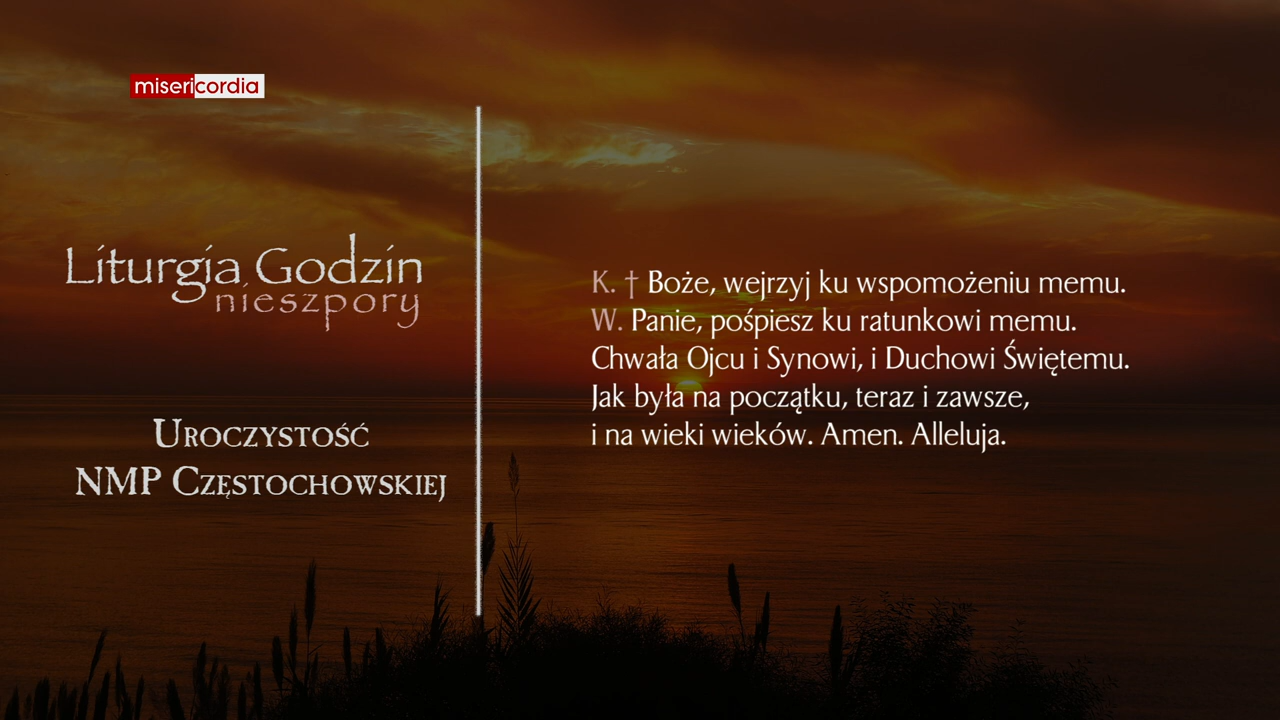 misericordia
Liturgia Godzin
nieszpory
Uroczystość
NMP Częstochowskiej
K. † Boże, wejrzyj ku wspomożeniu memu.
W. Panie, pośpiesz ku ratunkowi memu.
Chwała Ojcu i Synowi, i Duchowi Świętemu.
Jak była na początku, teraz i zawsze,
i na wieki wieków. Amen. Alleluja.